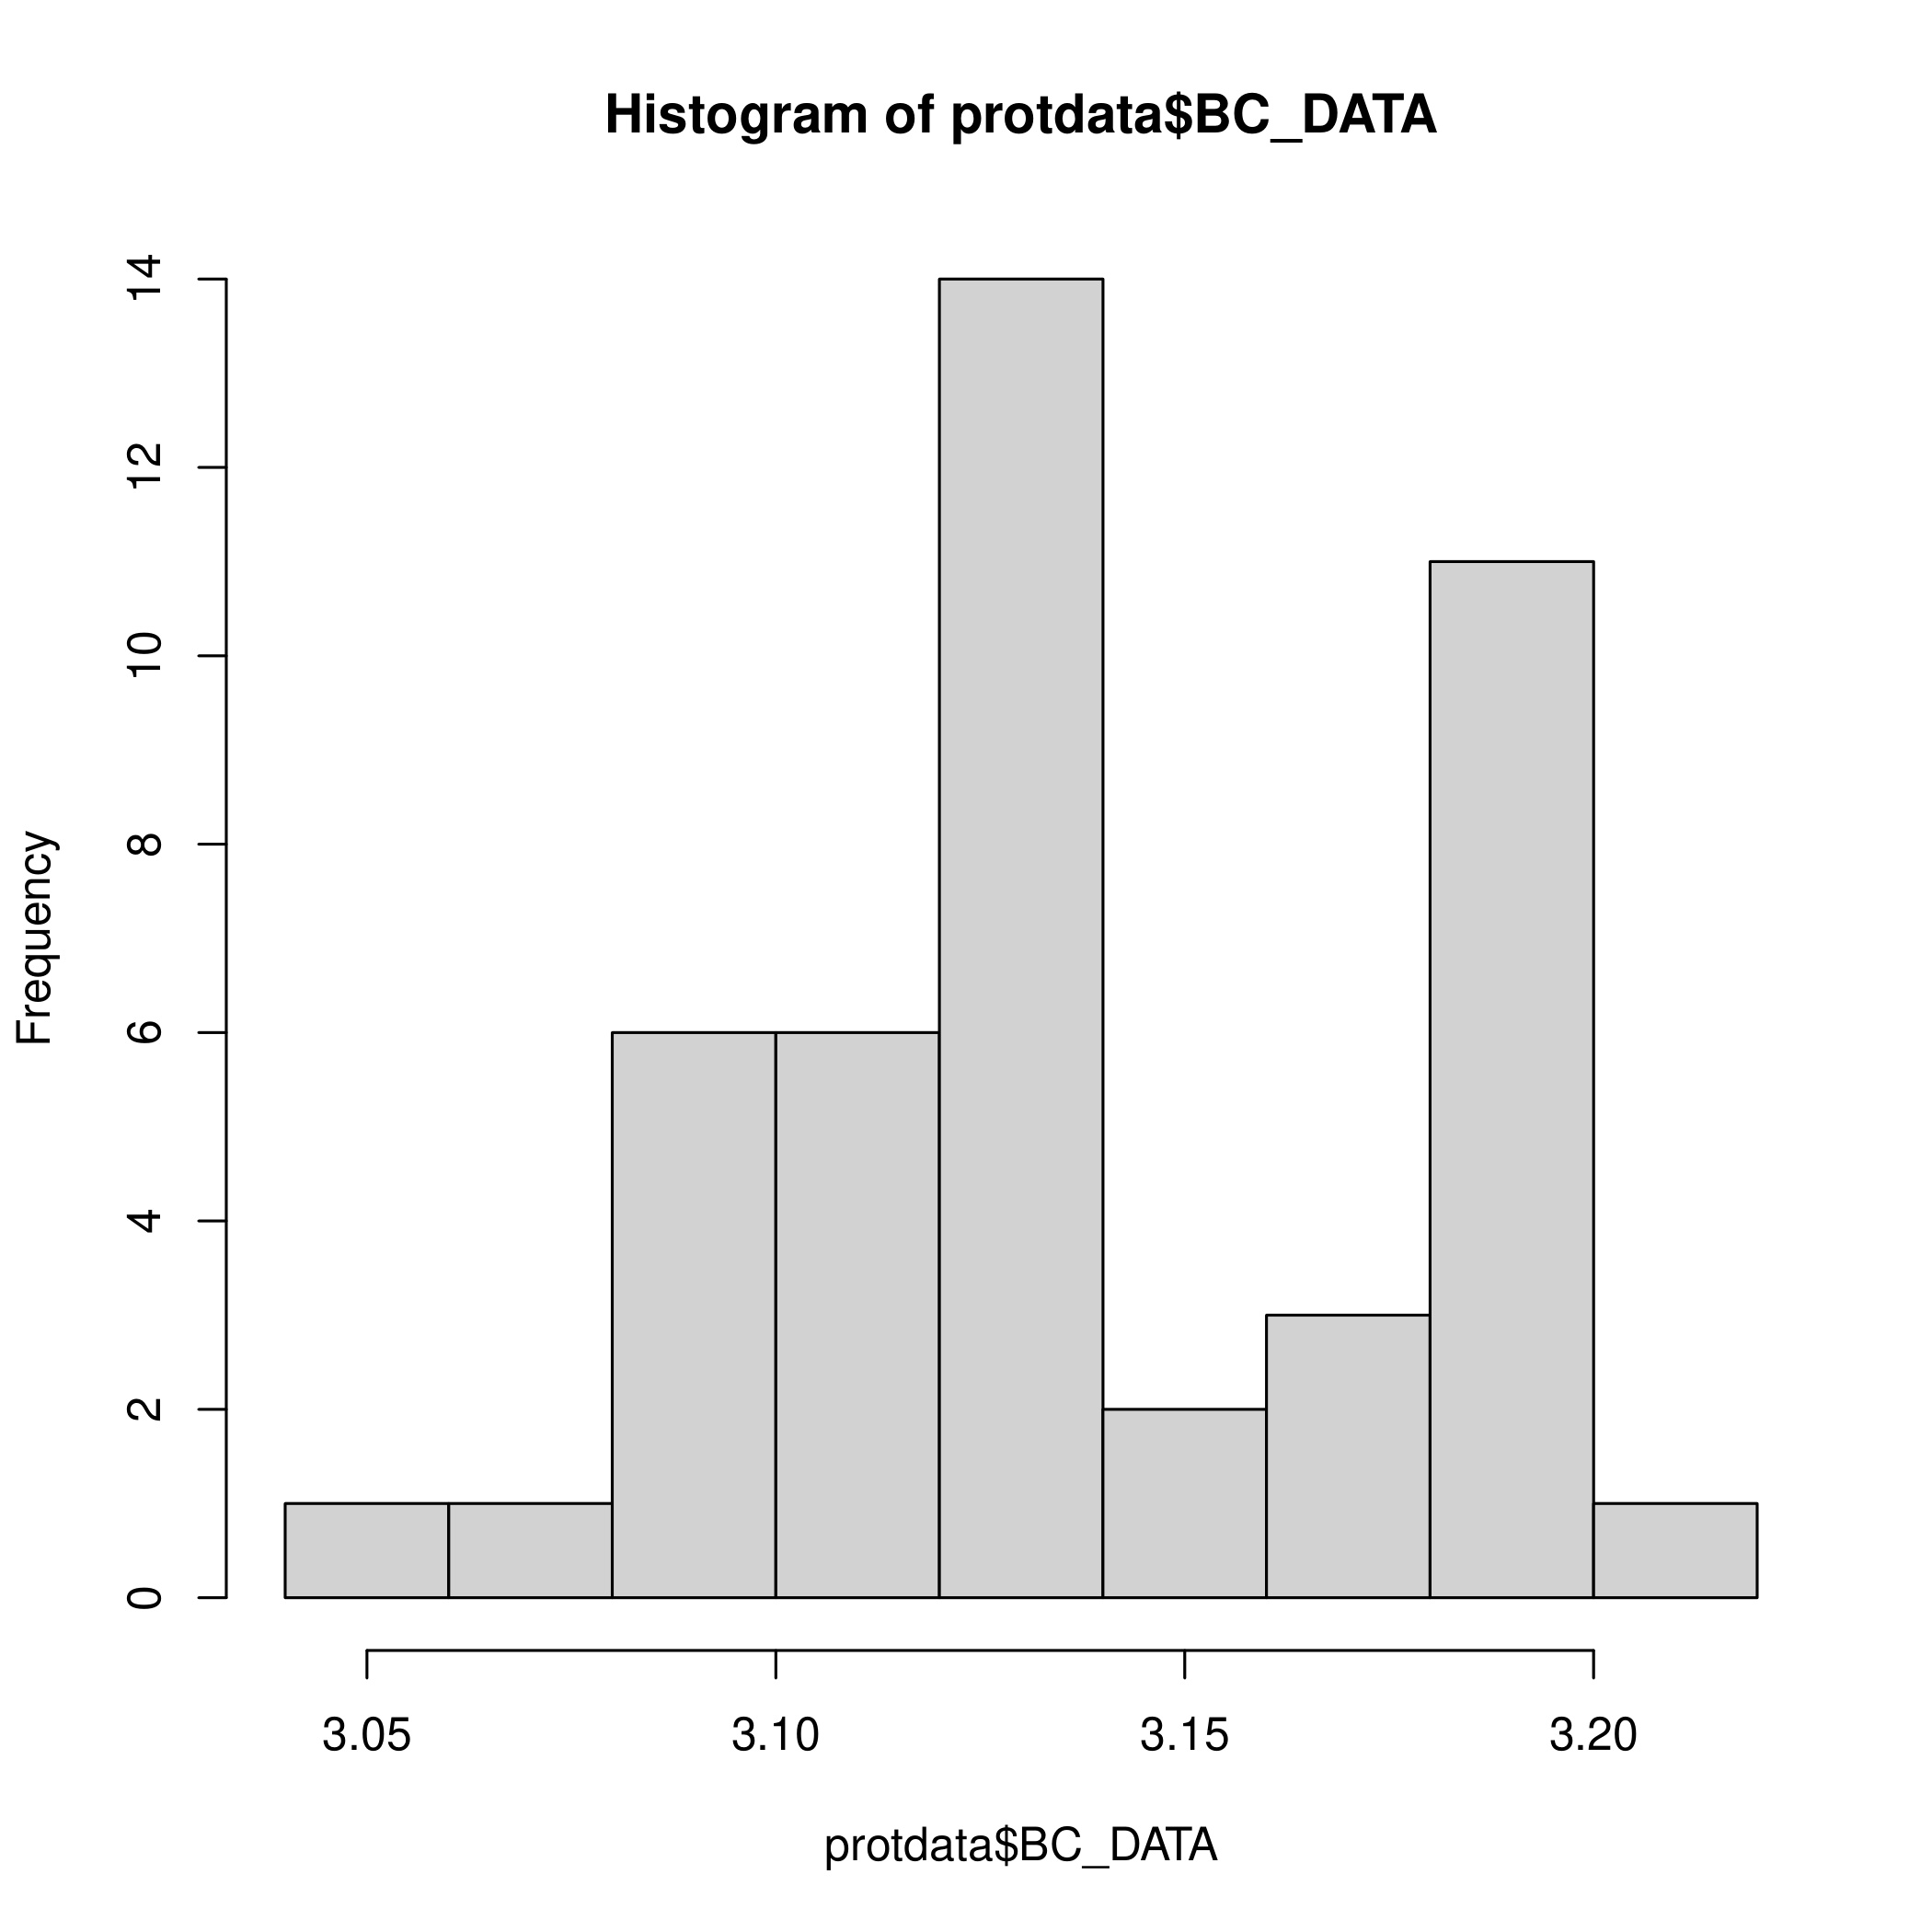 Histogram of protdata$BC_DATA
14
12
10
8
6
4
2
0
Frequency
3.05 3.10 3.15 3.20
protdata$BC_DATA